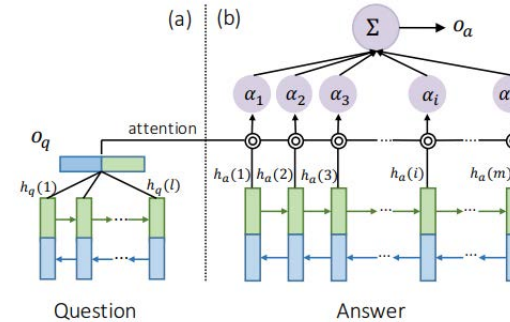 (a) (b) Σ o_a
α_1 α_2 α_3 α_i
o_q attention ...
h_q(1) h_q(l) h_a(1) h_a(2) h_a(3) h_a(i) h_a(m)
... ... ...
... ... ...
Question Answer